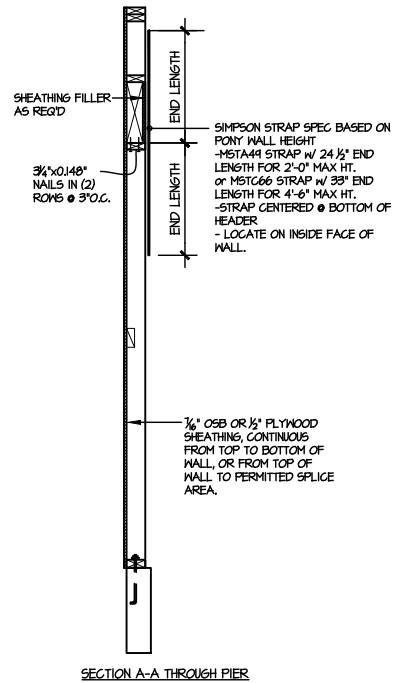 SHEATHING FILLER
AS REQ'D
3¼"x0.148"
NAILS IN (2)
ROWS @ 3"O.C.
END LENGTH
END LENGTH
SIMPSON STRAP SPEC BASED ON
PONY WALL HEIGHT
-MSTA49 STRAP w/ 24 ½" END
LENGTH FOR 2'-0" MAX HT.
or MSTC66 STRAP w/ 33" END
LENGTH FOR 4'-6" MAX HT.
-STRAP CENTERED @ BOTTOM OF
HEADER
- LOCATE ON INSIDE FACE OF
WALL.
7/16" OSB OR ½" PLYWOOD
SHEATHING, CONTINUOUS
FROM TOP TO BOTTOM OF
WALL, OR FROM TOP OF
WALL TO PERMITTED SPLICE
AREA.
SECTION A-A THROUGH PIER